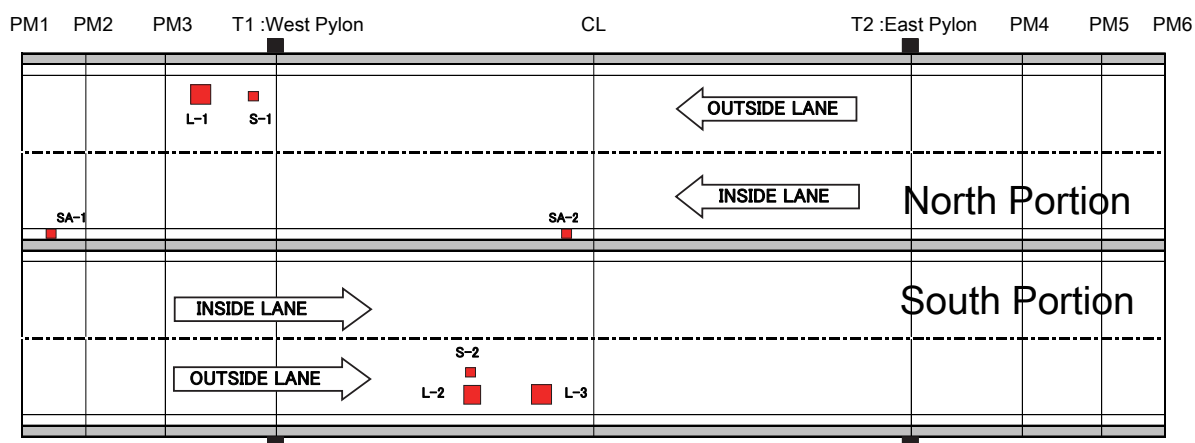 PM1 PM2 PM3 T1 :West Pylon CL T2 :East Pylon PM4 PM5 PM6
OUTSIDE LANE
L-1 S-1
INSIDE LANE
North Portion
SA-1 SA-2
South Portion
INSIDE LANE
S-2
OUTSIDE LANE
L-2 L-3